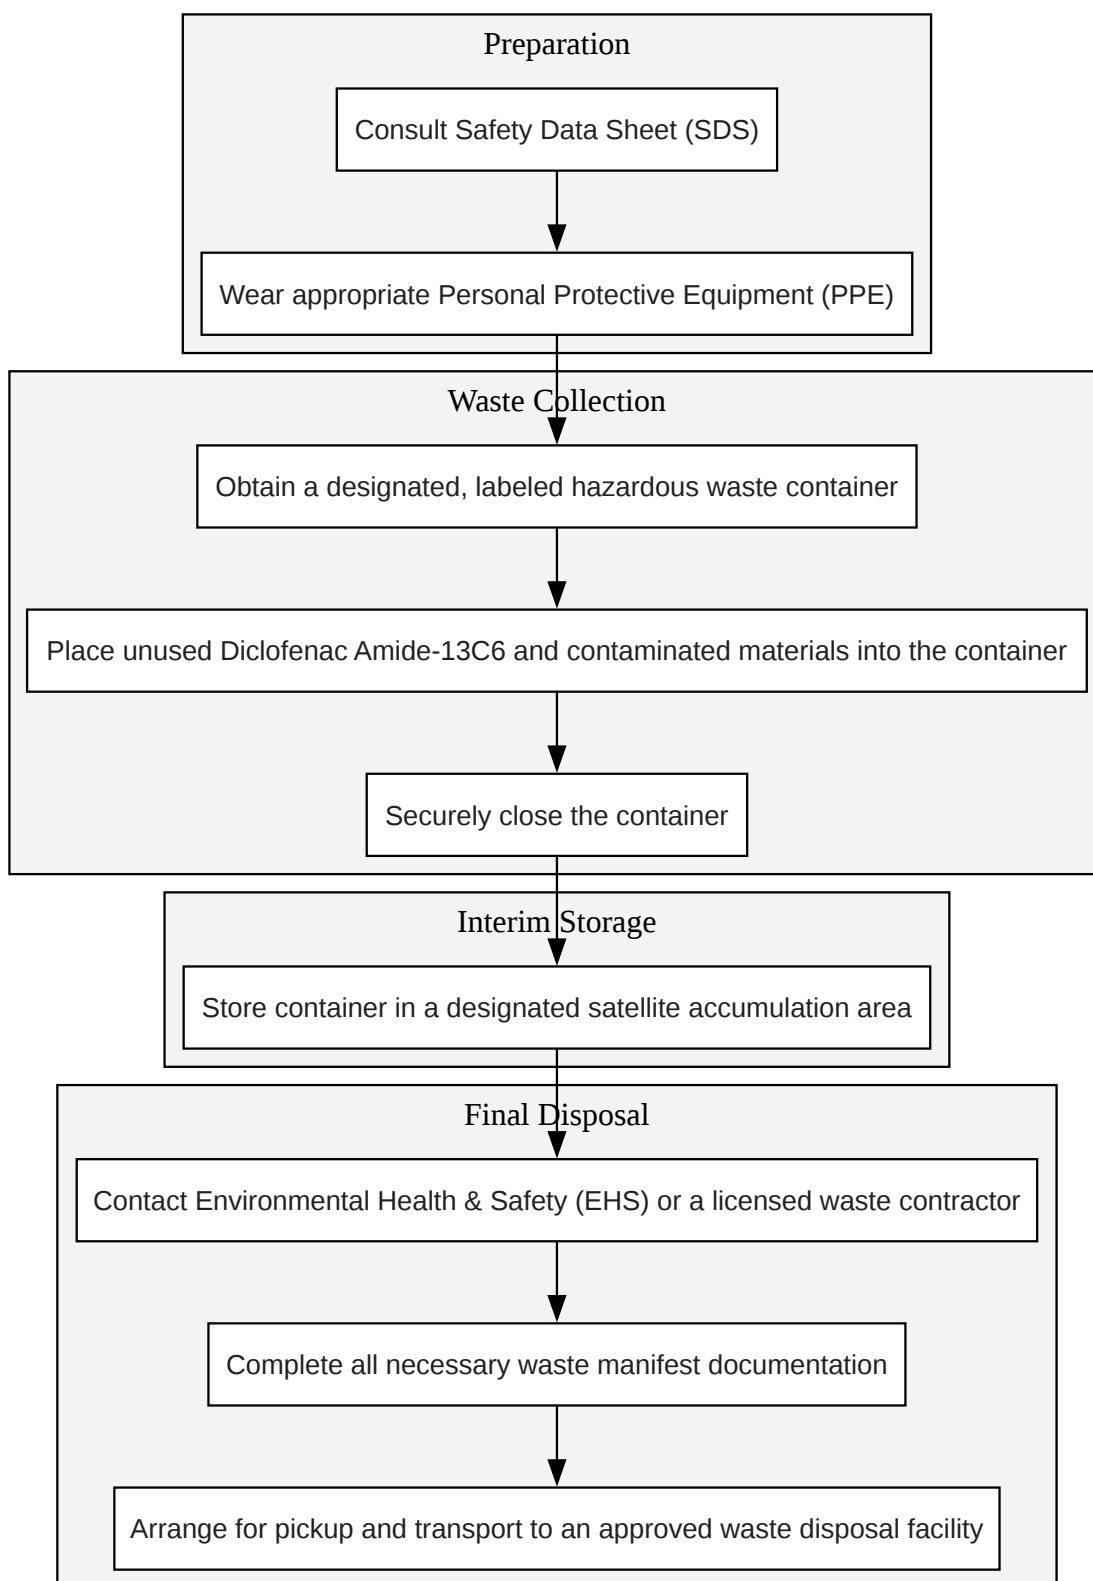 Preparation
Consult Safety Data Sheet (SDS)
Wear appropriate Personal Protective Equipment (PPE)
Waste Collection
Obtain a designated, labeled hazardous waste container
Place unused Diclofenac Amide-13C6 and contaminated materials into the container
Securely close the container
Interim Storage
Store container in a designated satellite accumulation area
Final Disposal
Contact Environmental Health & Safety (EHS) or a licensed waste contractor
Complete all necessary waste manifest documentation
Arrange for pickup and transport to an approved waste disposal facility